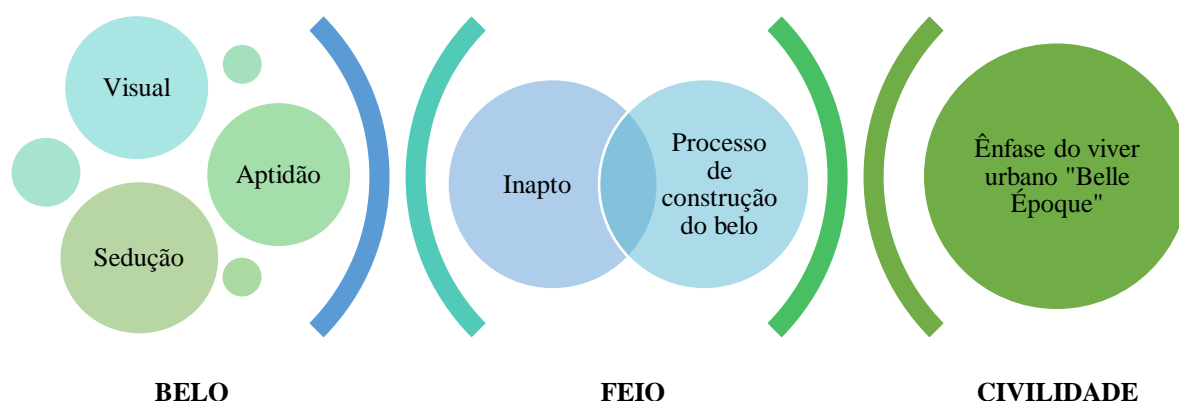 Visual
Aptidão
Sedução
Inapto
Processo
de
construção
do belo
Ênfase do viver
urbano "Belle
Époque"
BELO
FEIO
CIVILIDADE